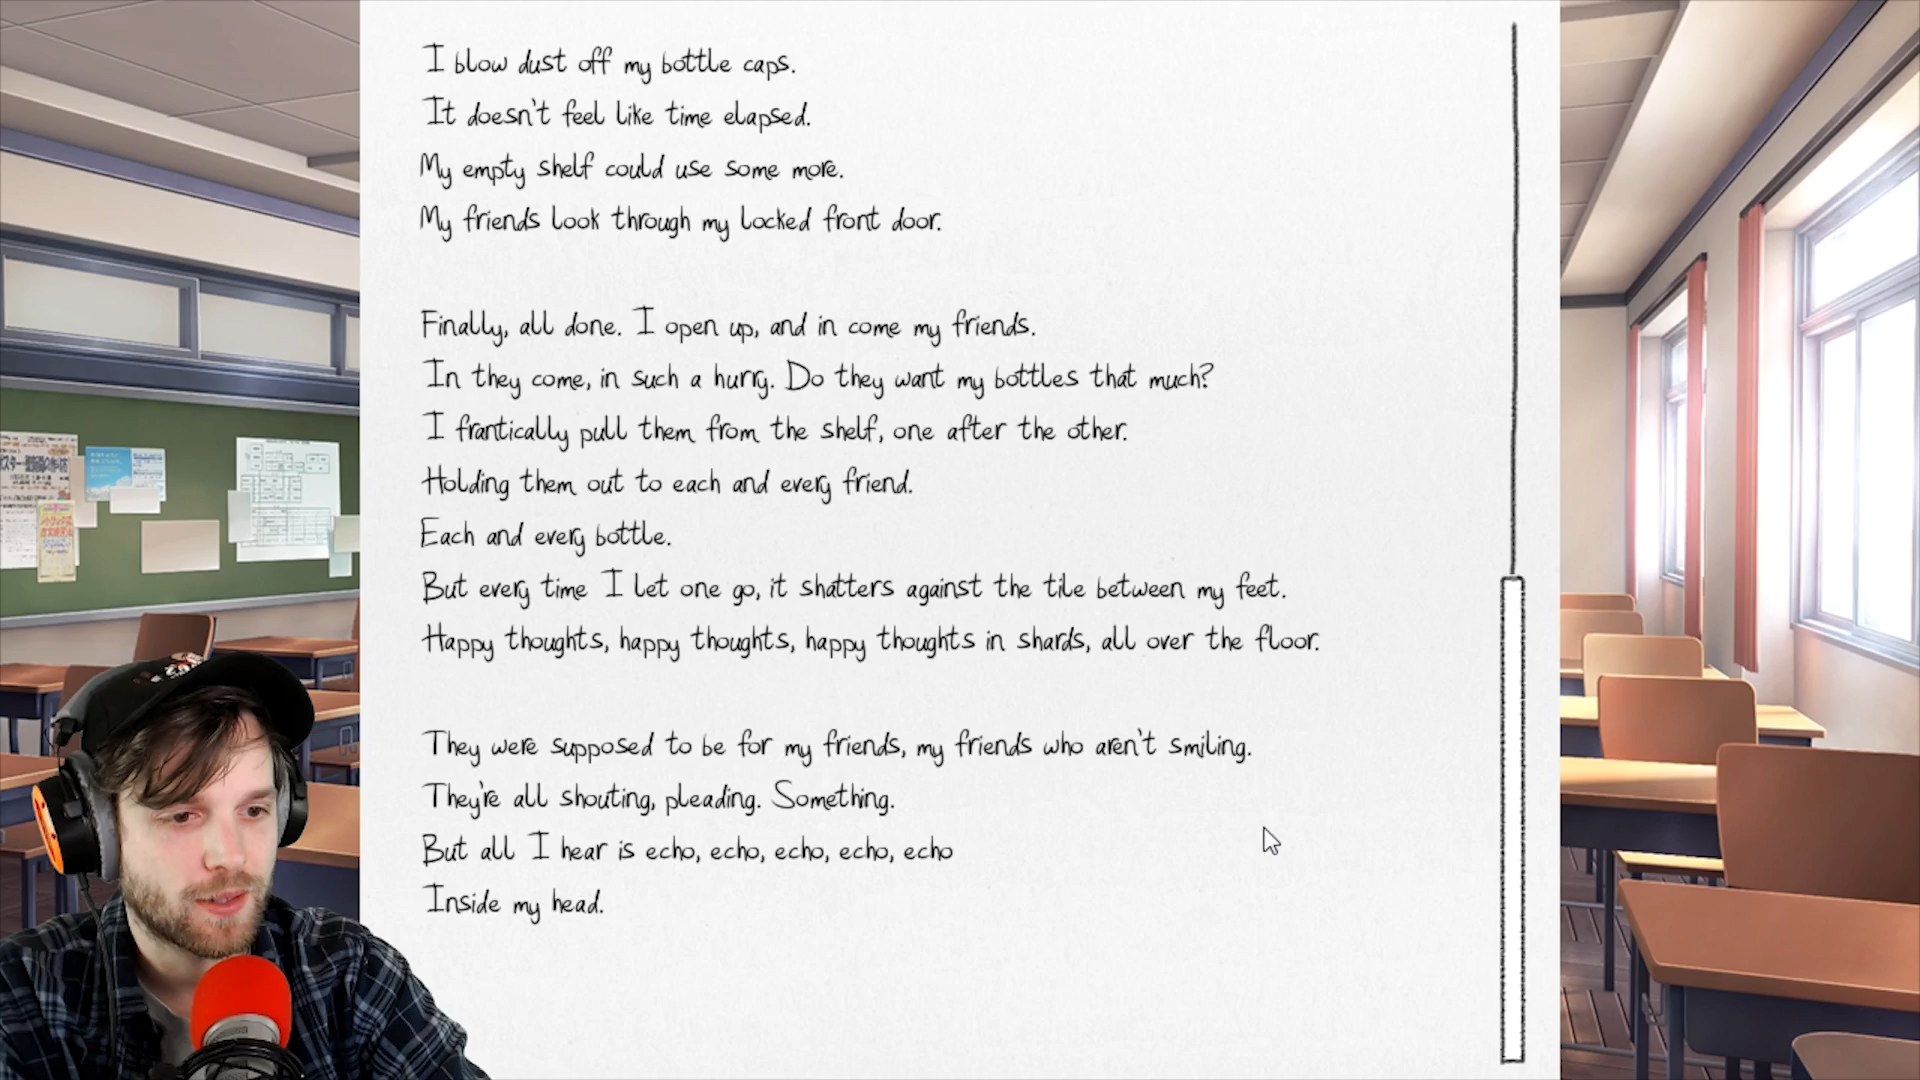 I blow dust off my bottle caps.
It doesn't feel like time elapsed.
My empty shelf could use some more.
My friends look through my locked front door.
Finally, all done. I open up, and in come my friends.
In they come, in such a hurry. Do they want my bottles that much?
I frantically pull them from the shelf, one after the other.
Holding them out to each and every friend.
Each and every bottle.
But every time I let one go, it shatters against the tile between my feet.
Happy thoughts, happy thoughts, happy thoughts in shards, all over the floor.
They were supposed to be for my friends, my friends who aren't smiling.
They're all shouting, pleading. Something.
But all I hear is echo, echo, echo, echo, echo
Inside my head.